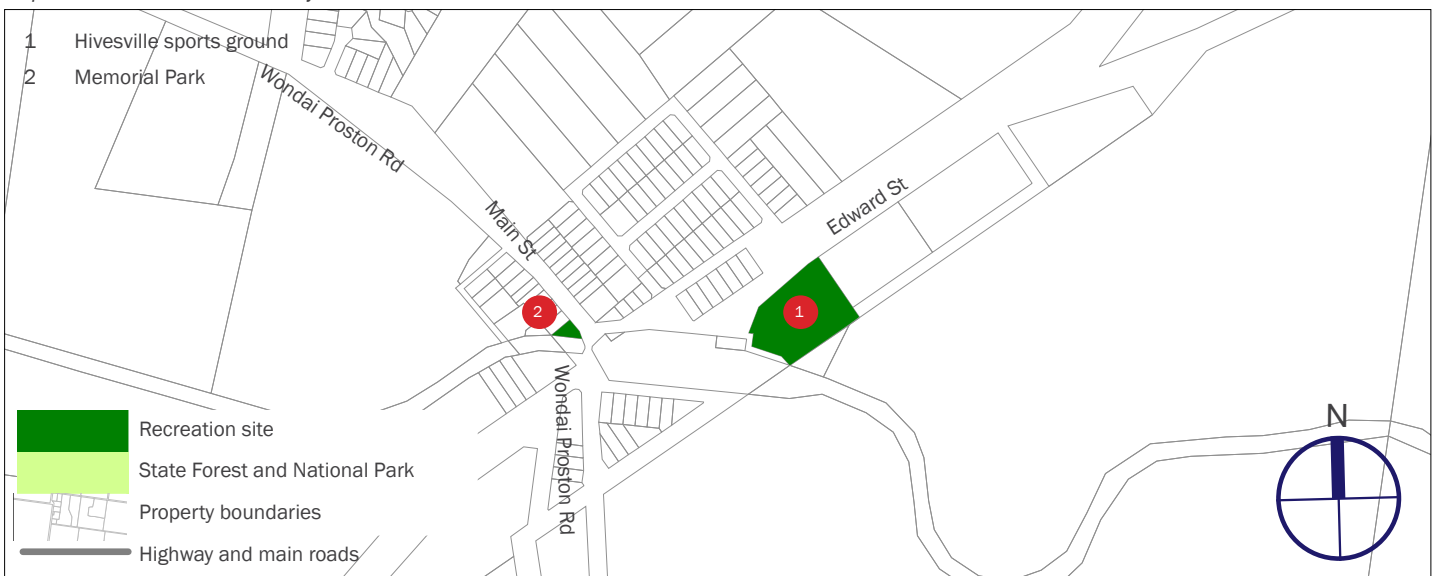 1 Hivesville sports ground
2 Memorial Park
Wondai Proston Rd
Main St
Edward St
2
1
Wondai Proston Rd
N
Recreation site
State Forest and National Park
Property boundaries
Highway and main roads